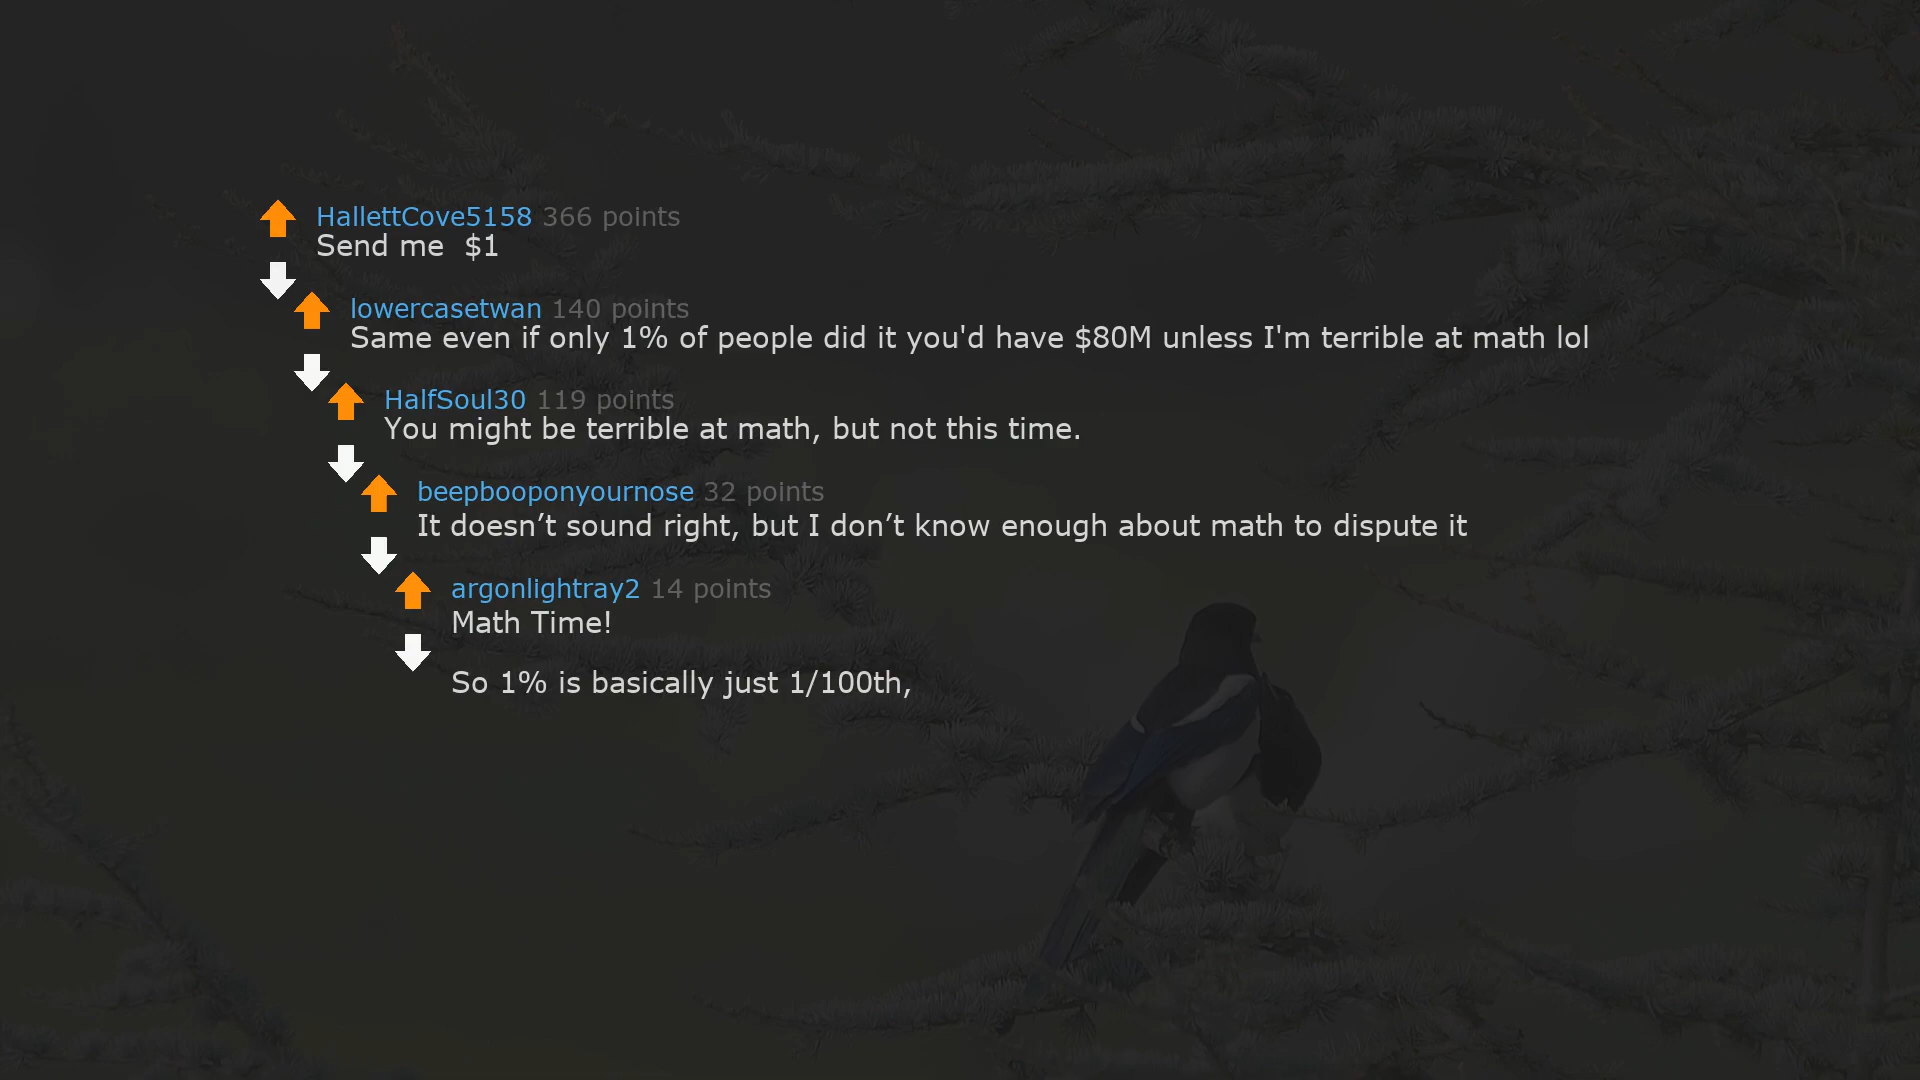 HallettCove5158 366 points
Send me  $1
lowercasetwan 140 points
Same even if only 1% of people did it you'd have $80M unless I'm terrible at math lol
HalfSoul30 119 points
You might be terrible at math, but not this time.
beepbooponyournose 32 points
It doesn’t sound right, but I don’t know enough about math to dispute it
argonlightray2 14 points
Math Time!
So 1% is basically just 1/100th,